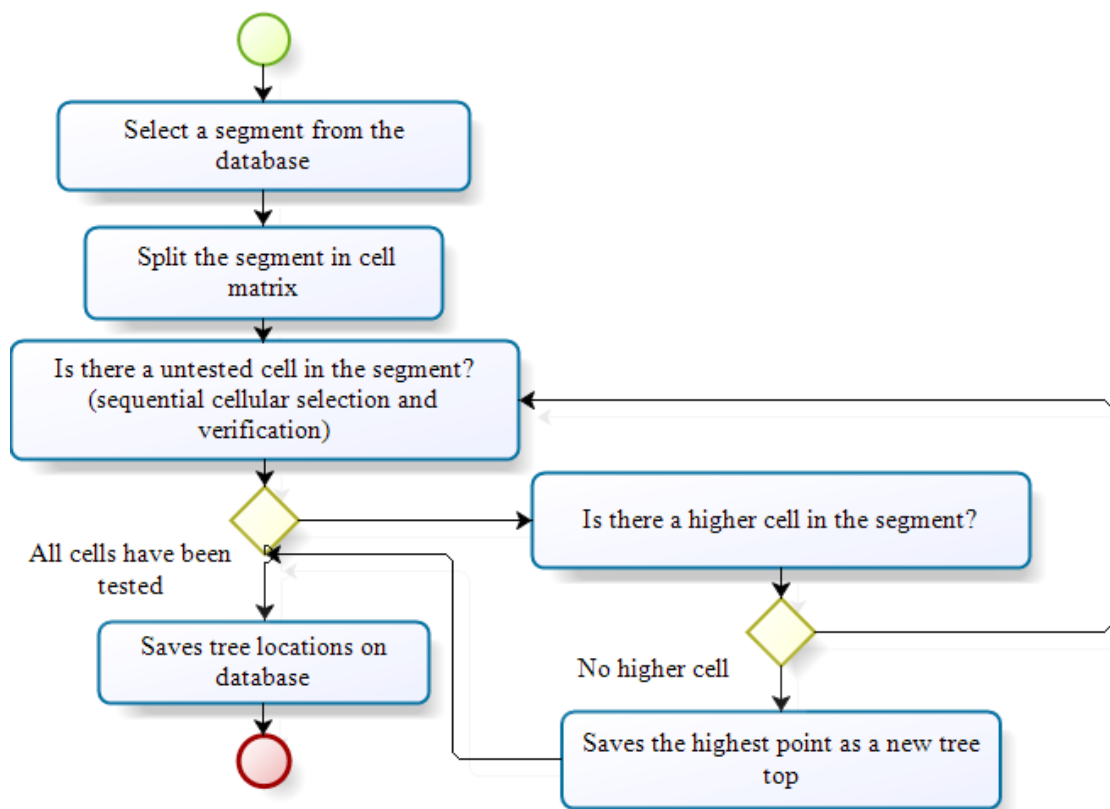 Select a segment from the
database
Split the segment in cell
matrix
Is there a untested cell in the segment?
(sequential cellular selection and
verification)
Is there a higher cell in the segment?
All cells have been
tested
Saves tree locations on
database
No higher cell
Saves the highest point as a new tree
top